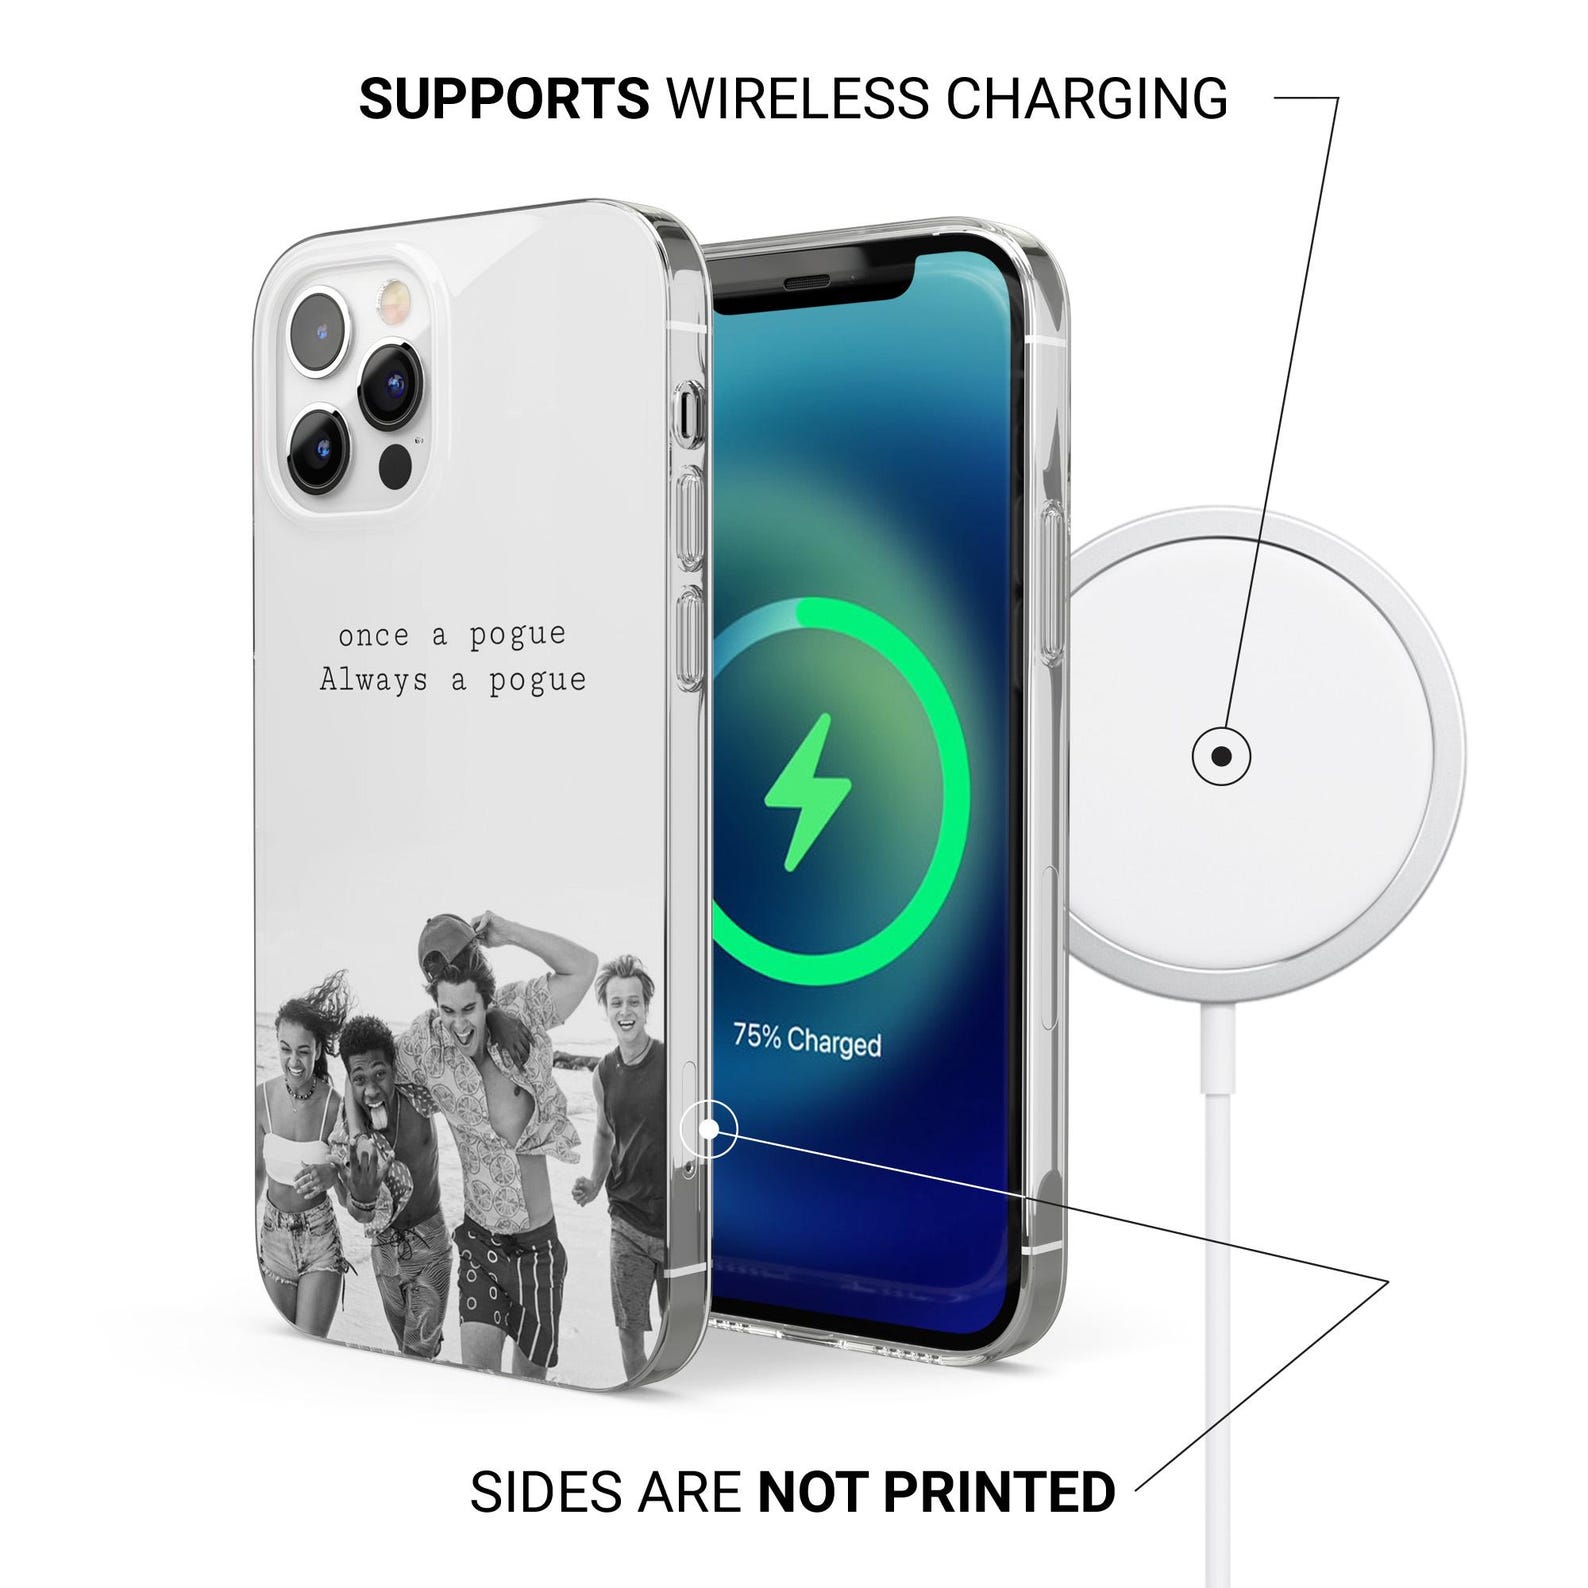 SUPPORTS WIRELESS CHARGING
once a pogue
Always a pogue
75% Charged
SIDES ARE NOT PRINTED